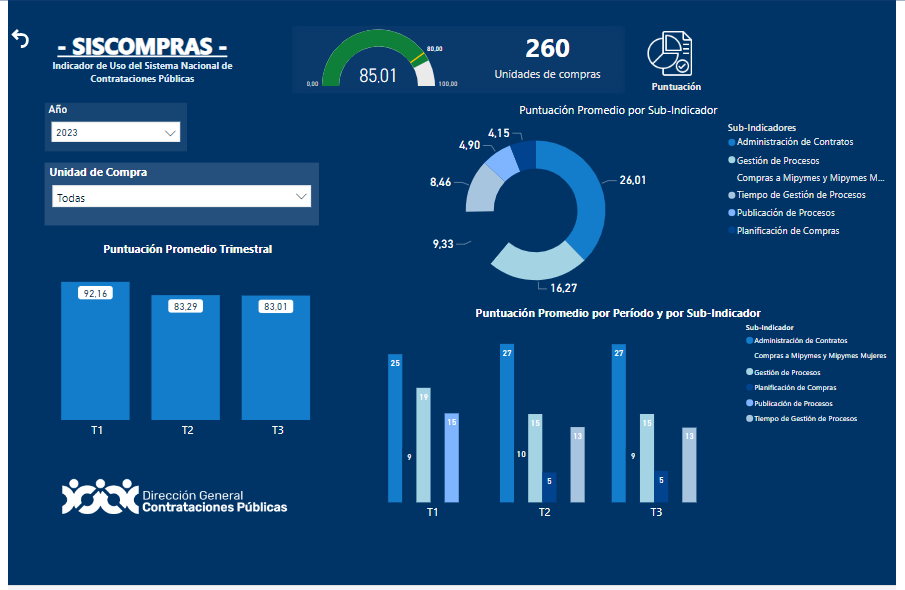 - SISCOMPRAS -
Indicador de Uso del Sistema Nacional de
Contrataciones Públicas
80,00
85,01
0,00
100,00
260
Unidades de compras
Puntuación
Año
2023
Unidad de Compra
Todas
Puntuación Promedio por Sub-Indicador
4,15
4,90
8,46
9,33
26,01
16,27
Sub-Indicadores
Administración de Contratos
Gestión de Procesos
Compras a Mipymes y Mipymes M...
Tiempo de Gestión de Procesos
Publicación de Procesos
Planificación de Compras
Puntuación Promedio Trimestral
92,16
83,29
83,01
T1
T2
T3
Puntuación Promedio por Período y por Sub-Indicador
Sub-Indicador
Administración de Contratos
Compras a Mipymes y Mipymes Mujeres
Gestión de Procesos
Planificación de Compras
Publicación de Procesos
Tiempo de Gestión de Procesos
25
9
19
15
27
10
15
5
13
27
9
15
5
13
T1
T2
T3
Dirección General
Contrataciones Públicas